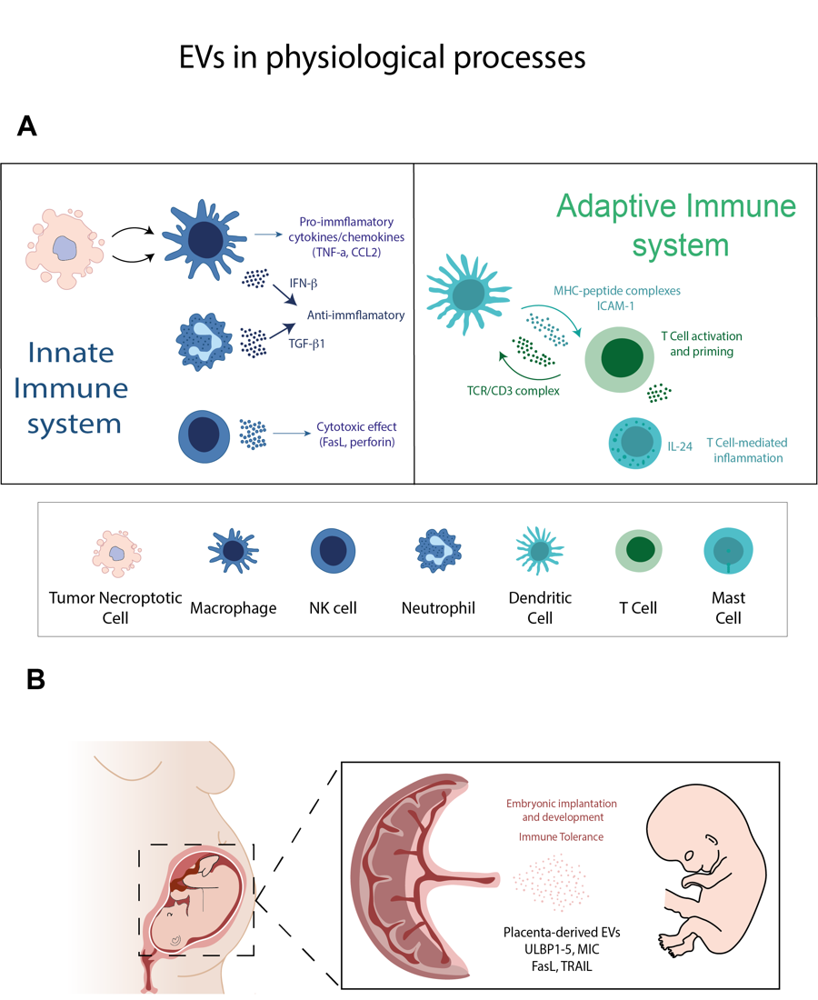 EVs in physiological processes
A
Pro-immflamatory
cytokines/chemokines
(TNF-a, CCL2)
IFN-β
Anti-immflamatory
TGF-β1
Innate
Immune
system
Cytotoxic effect
(FasL, perforin)
Adaptive Immune
system
MHC-peptide complexes
ICAM-1
T Cell activation
and priming
TCR/CD3 complex
IL-24
T Cell-mediated
inflammation
Tumor Necroptotic
Cell
Macrophage
NK cell
Neutrophil
Dendritic
Cell
T Cell
Mast
Cell
B
Embryonic implantation
and development
Immune Tolerance
Placenta-derived EVs
ULBP1-5, MIC
FasL, TRAIL